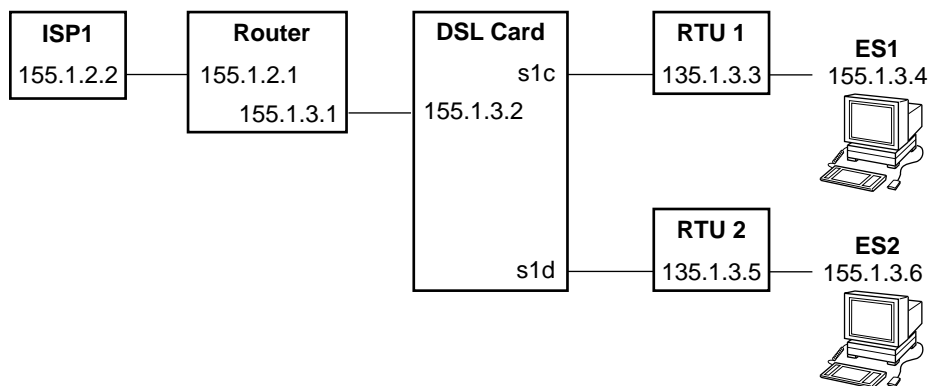 ISP1
155.1.2.2
Router
155.1.2.1
155.1.3.1
DSL Card
s1c
155.1.3.2
s1d
RTU 1
135.1.3.3
ES1
155.1.3.4
RTU 2
135.1.3.5
ES2
155.1.3.6